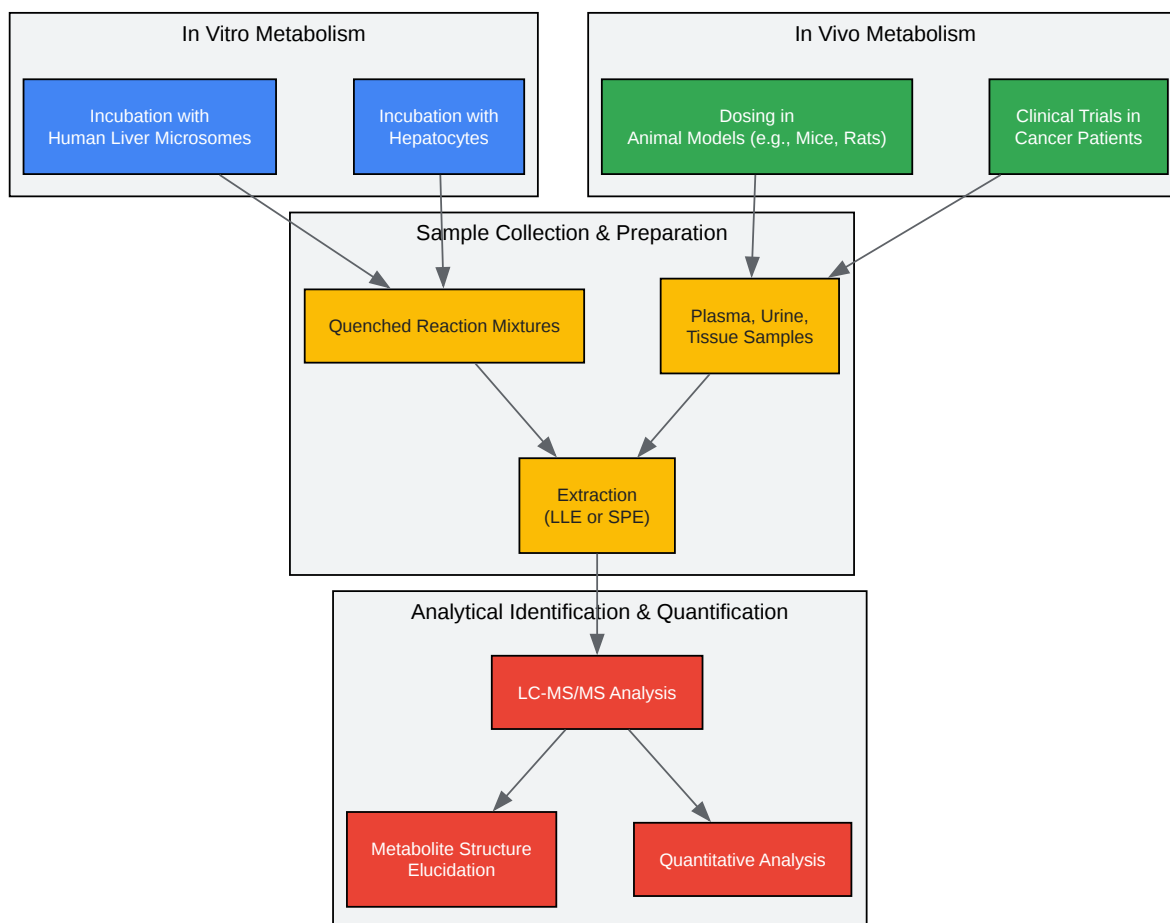 In Vitro Metabolism
Incubation with
Human Liver Microsomes
Incubation with
Hepatocytes
In Vivo Metabolism
Dosing in
Animal Models (e.g., Mice, Rats)
Clinical Trials in
Cancer Patients
Sample Collection & Preparation
Quenched Reaction Mixtures
Plasma, Urine,
Tissue Samples
Extraction
(LLE or SPE)
Analytical Identification & Quantification
LC-MS/MS Analysis
Metabolite Structure
Elucidation
Quantitative Analysis